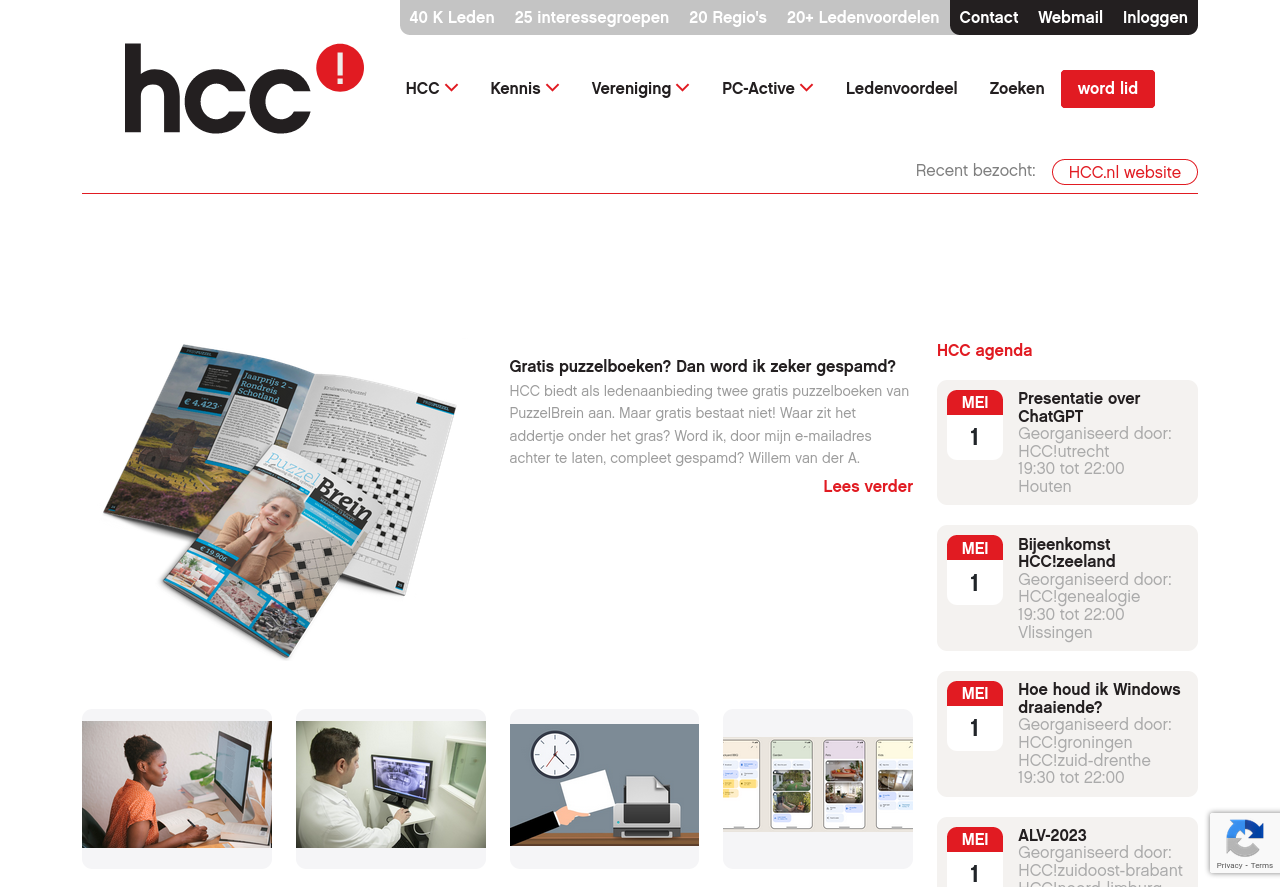 40 K Leden 25 interessegroepen 20 Regio's 20+ Ledenvoordelen Contact Webmail Inloggen
hcc!
HCC Kennis Vereniging PC-Active Ledenvoordeel Zoeken word lid
Recent bezocht: HCC.nl website
Jaarprijs 2 –
Rondreis
Schotland
€ 4.423,-
PuzzelBrein
€ 19.906
Gratis puzzelboeken? Dan word ik zeker gespamd?
HCC biedt als ledenaanbieding twee gratis puzzelboeken van
PuzzelBrein aan. Maar gratis bestaat niet! Waar zit het
addertje onder het gras? Word ik, door mijn e-mailadres
achter te laten, compleet gespamd? Willem van der A.
Lees verder
HCC agenda
MEI
1
Presentatie over
ChatGPT
Georganiseerd door:
HCC!utrecht
19:30 tot 22:00
Houten
MEI
1
Bijeenkomst
HCC!zeeland
Georganiseerd door:
HCC!genealogie
19:30 tot 22:00
Vlissingen
MEI
1
Hoe houd ik Windows
draaiende?
Georganiseerd door:
HCC!groningen
HCC!zuid-drenthe
19:30 tot 22:00
MEI
1
ALV-2023
Georganiseerd door:
HCC!zuidoost-brabant
HCC!noord-limburg
Privacy - Terms